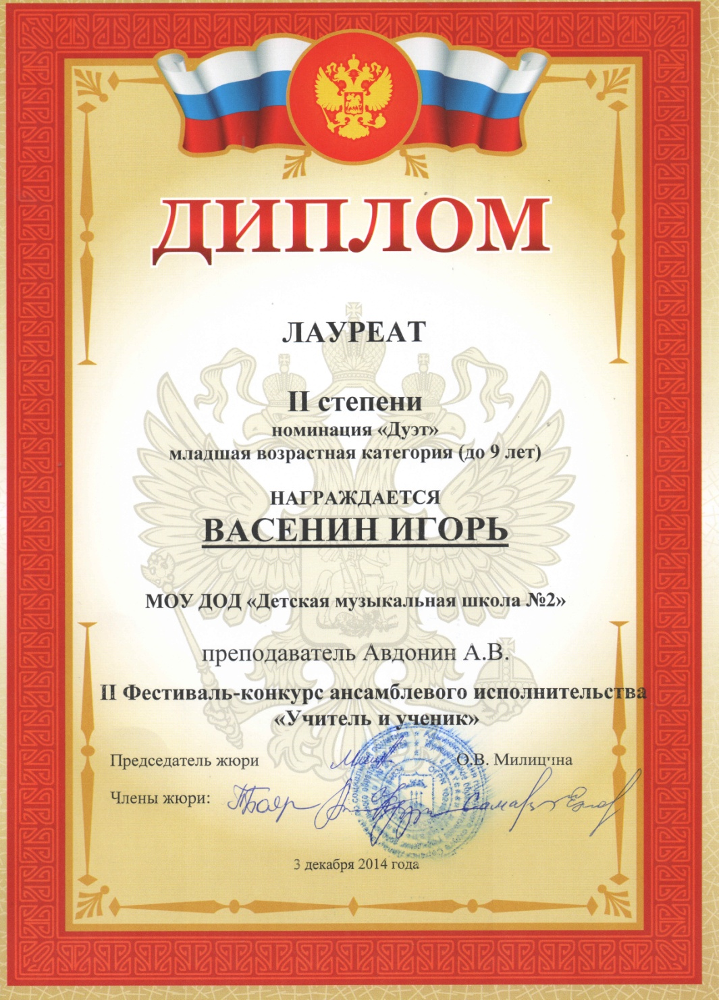 ДИПЛОМ
ЛАУРЕАТ
II степени
номинация «Дуэт»
младшая возрастная категория (до 9 лет)
НАГРАЖДАЕТСЯ
ВАСЕНИН ИГОРЬ
МОУ ДОД «Детская музыкальная школа №2»
преподаватель Авдонин А.В.
II Фестиваль-конкурс ансамблевого исполнительства
«Учитель и ученик»
Председатель жюри О.В. Милицина
Члены жюри:
3 декабря 2014 года